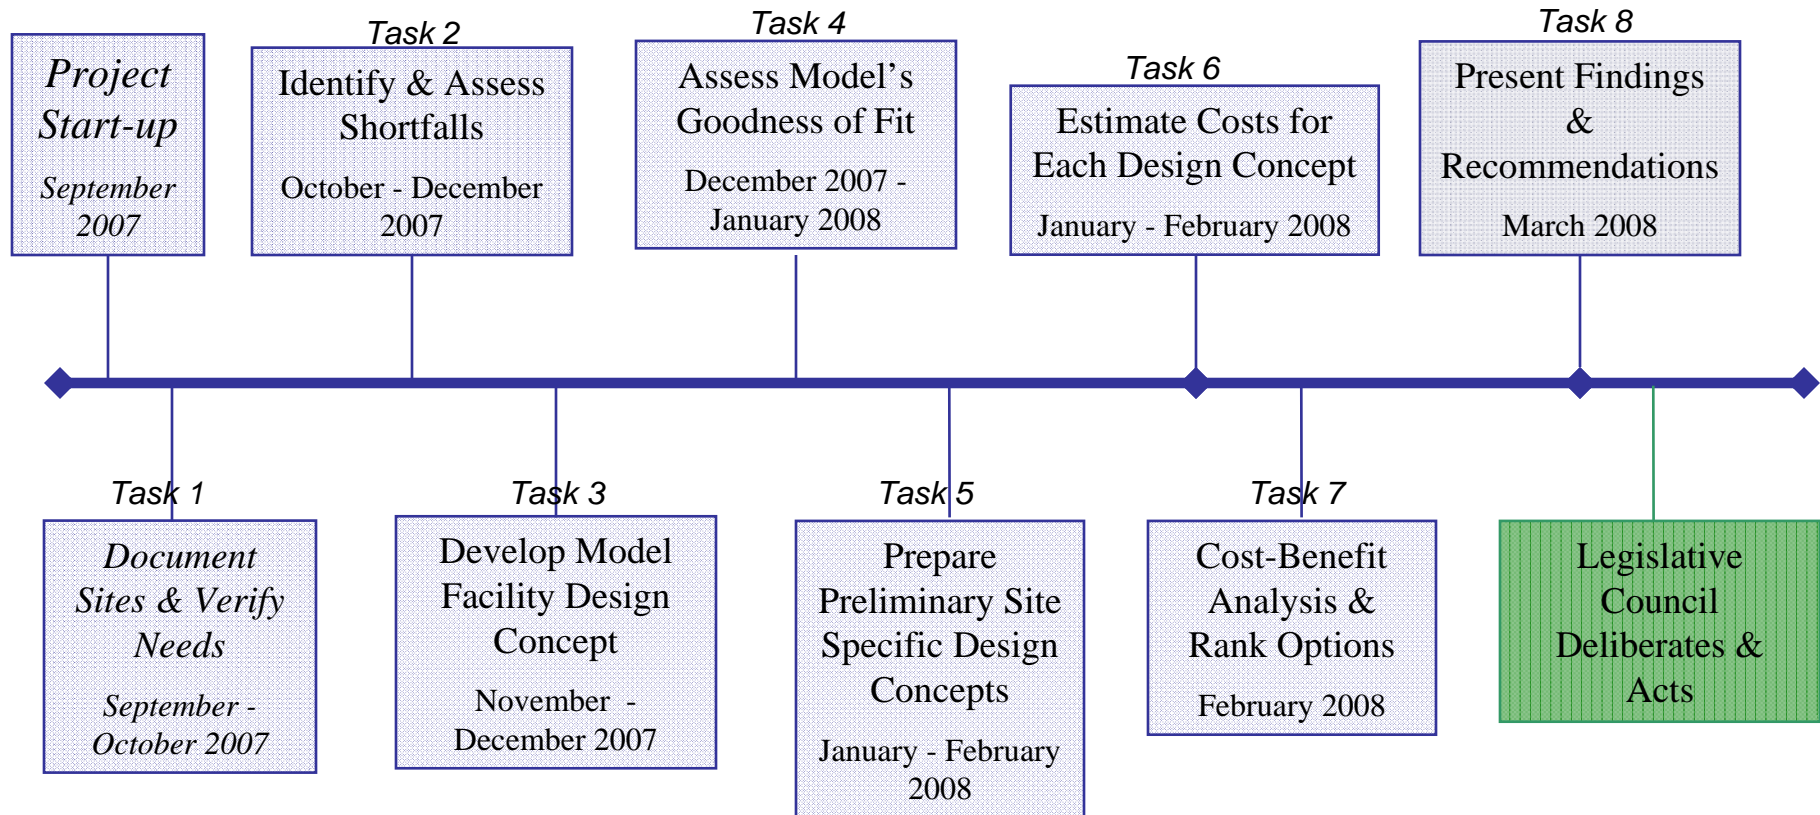 Project
Start-up
September
2007
Task 2
Identify & Assess
Shortfalls
October - December
2007
Task 4
Assess Model’s
Goodness of Fit
December 2007 -
January 2008
Task 6
Estimate Costs for
Each Design Concept
January - February 2008
Task 8
Present Findings
&
Recommendations
March 2008
Task 1
Document
Sites & Verify
Needs
September -
October 2007
Task 3
Develop Model
Facility Design
Concept
November -
December 2007
Task 5
Prepare
Preliminary Site
Specific Design
Concepts
January - February
2008
Task 7
Cost-Benefit
Analysis &
Rank Options
February 2008
Legislative
Council
Deliberates &
Acts